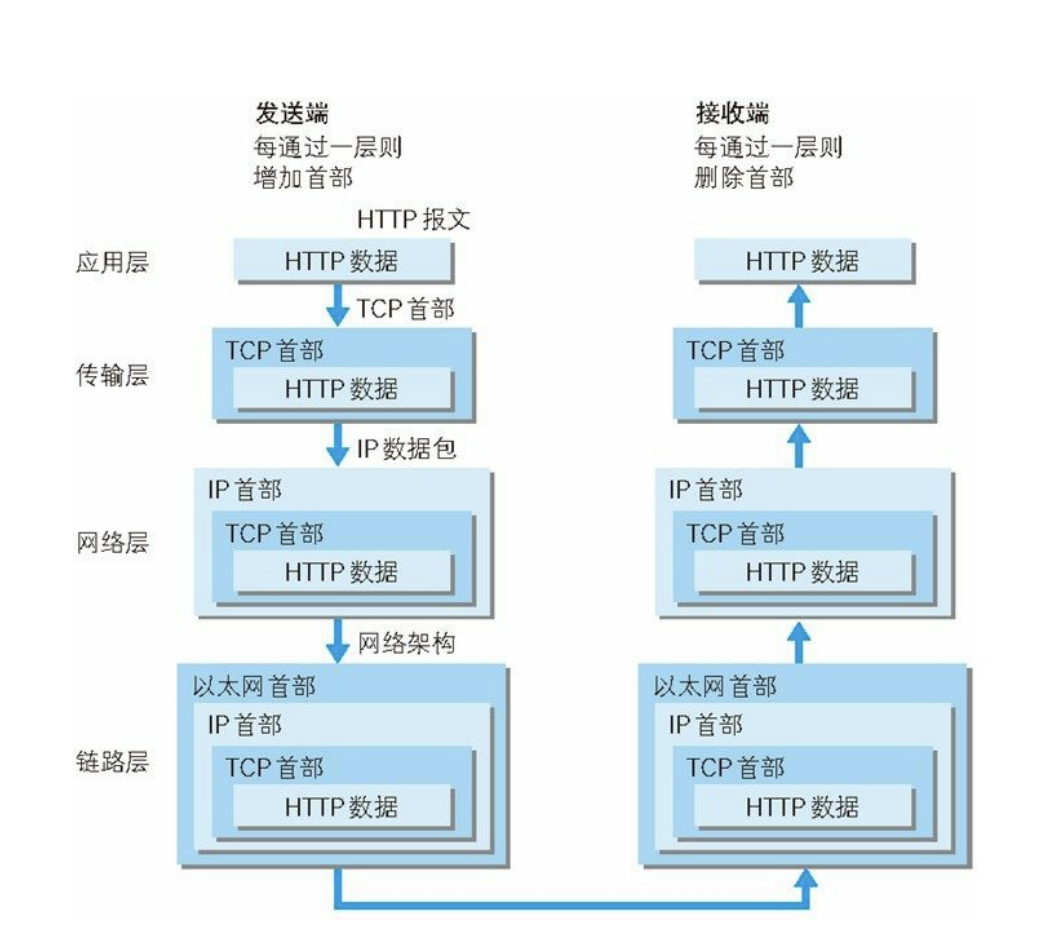 发送端
每通过一层则
增加首部
接收端
每通过一层则
删除首部
HTTP 报文
应用层
HTTP 数据
HTTP 数据
TCP 首部
传输层
TCP 首部
HTTP 数据
TCP 首部
HTTP 数据
IP 数据包
网络层
IP 首部
TCP 首部
HTTP 数据
IP 首部
TCP 首部
HTTP 数据
网络架构
链路层
以太网首部
IP 首部
TCP 首部
HTTP 数据
以太网首部
IP 首部
TCP 首部
HTTP 数据